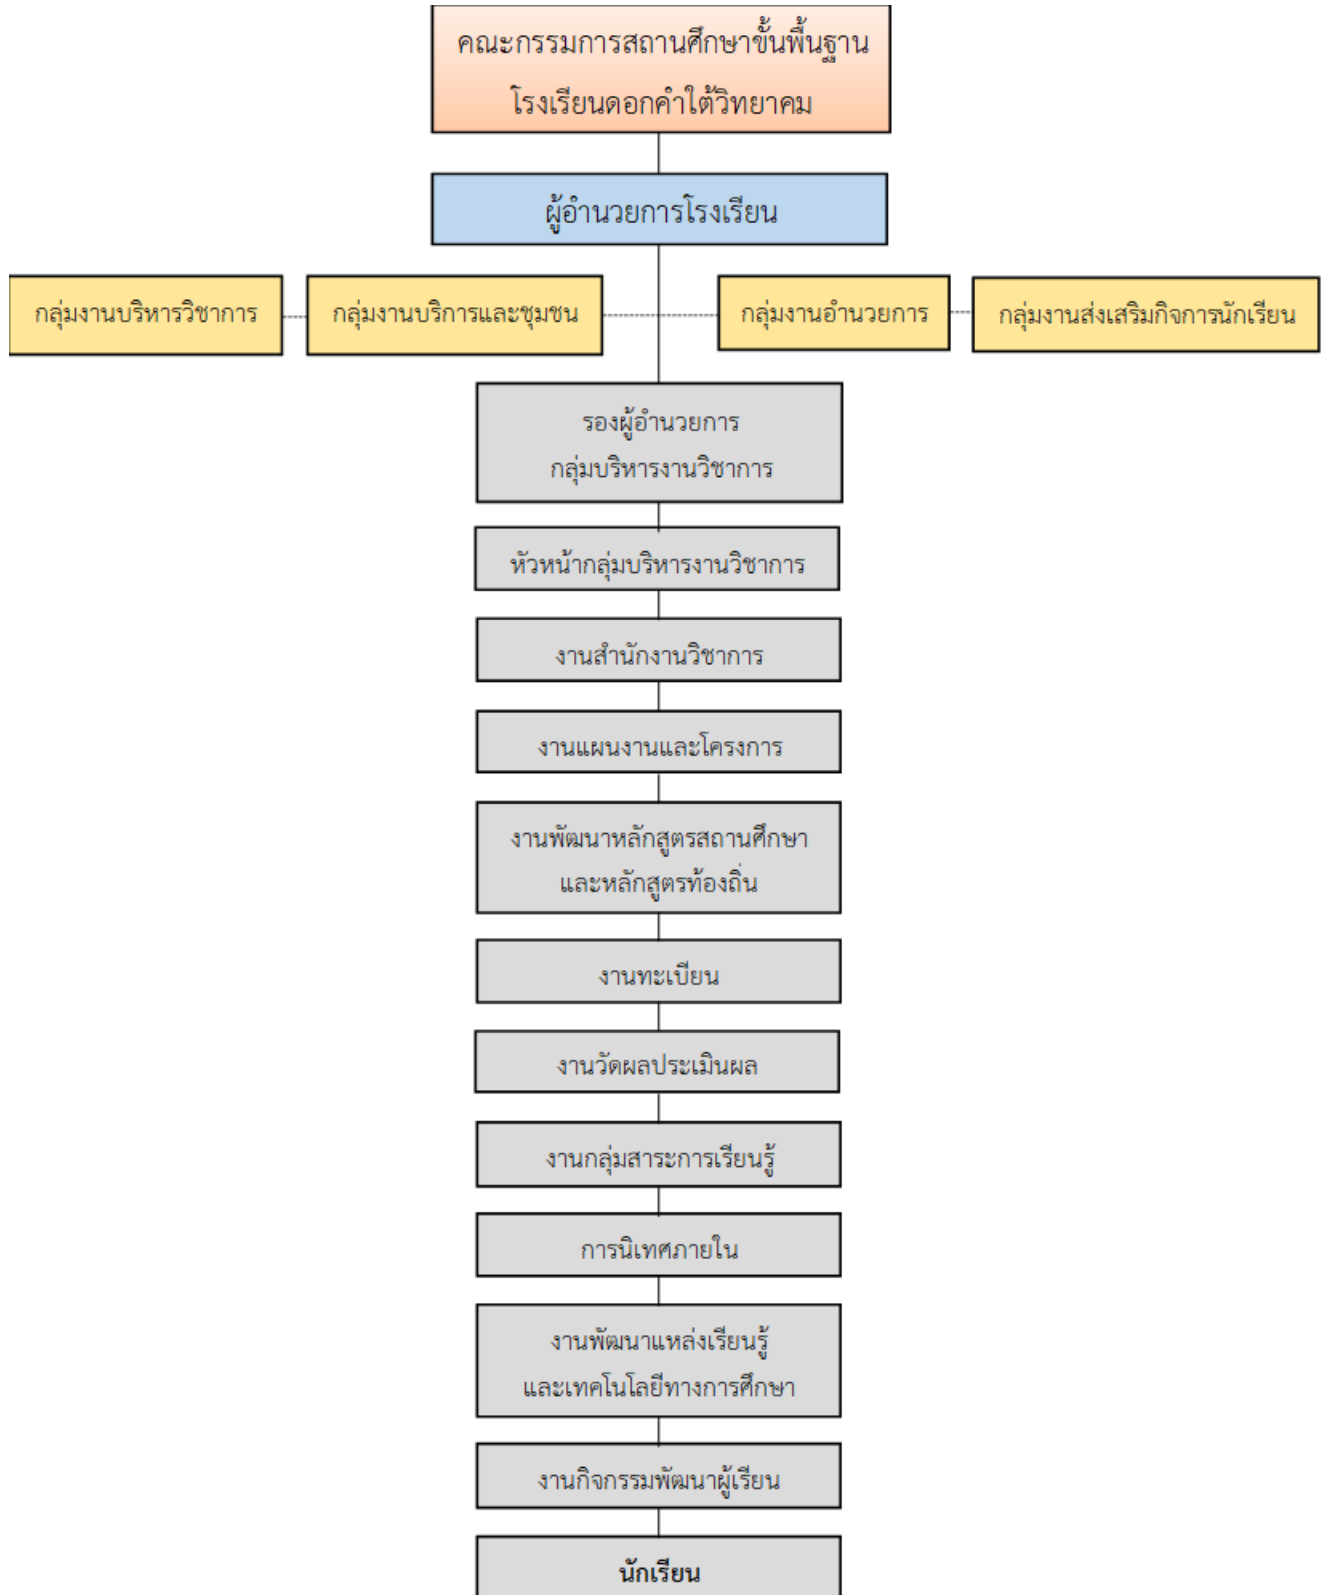 คณะกรรมการสถานศึกษาขั้นพื้นฐาน
โรงเรียนดอกคำใต้วิทยาคม
ผู้อำนวยการโรงเรียน
กลุ่มงานบริหารวิชาการ
กลุ่มงานบริการและชุมชน
กลุ่มงานอำนวยการ
กลุ่มงานส่งเสริมกิจการนักเรียน
รองผู้อำนวยการ
กลุ่มบริหารงานวิชาการ
หัวหน้ากลุ่มบริหารงานวิชาการ
งานสำนักงานวิชาการ
งานแผนงานและโครงการ
งานพัฒนาหลักสูตรสถานศึกษา
และหลักสูตรท้องถิ่น
งานทะเบียน
งานวัดผลประเมินผล
งานกลุ่มสาระการเรียนรู้
การนิเทศภายใน
งานพัฒนาแหล่งเรียนรู้
และเทคโนโลยีทางการศึกษา
งานกิจกรรมพัฒนาผู้เรียน
นักเรียน